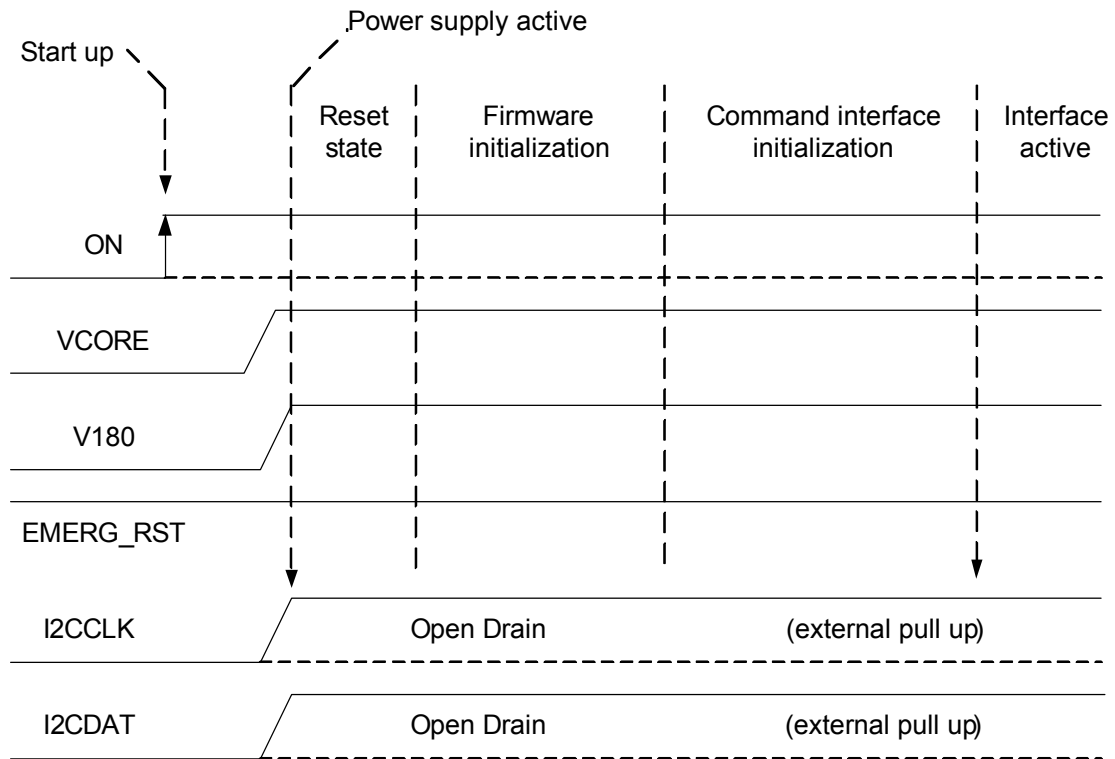 Power supply active
Start up
Reset
state
Firmware
initialization
Command interface
initialization
Interface
active
ON
VCORE
V180
EMERG_RST
I2CCLK
Open Drain
(external pull up)
I2CDAT
Open Drain
(external pull up)